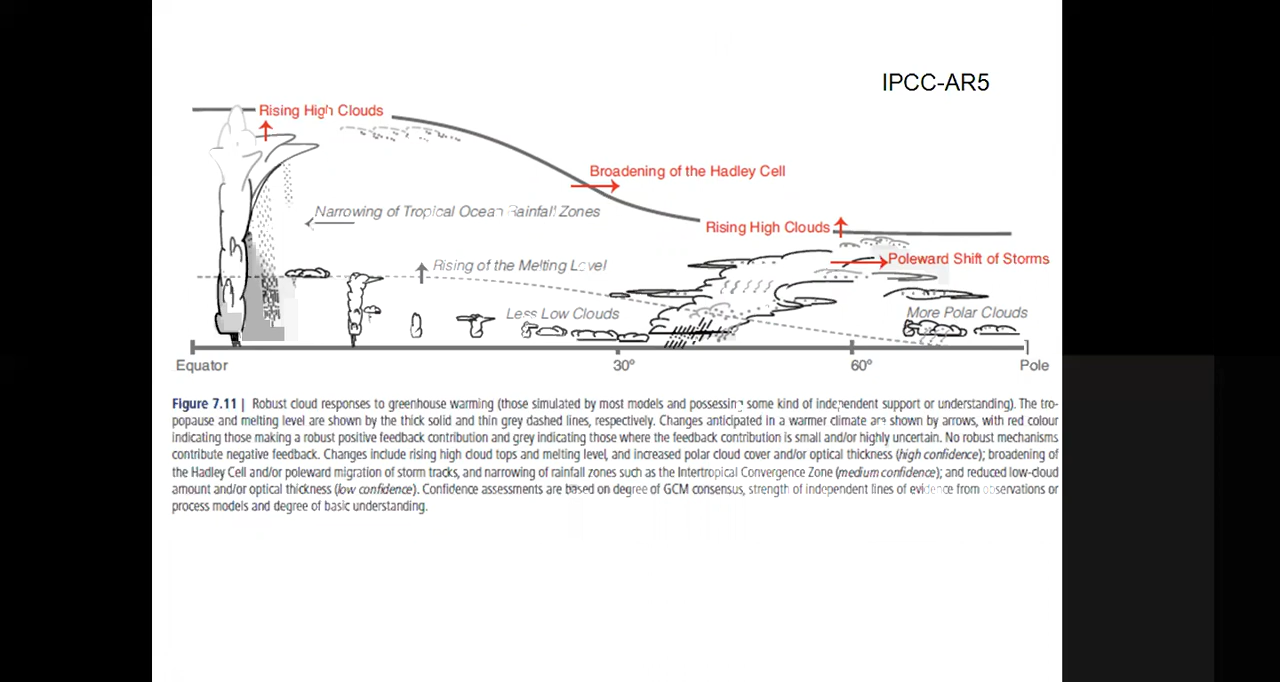 IPCC-AR5
Rising High Clouds
Broadening of the Hadley Cell
Narrowing of Tropical Ocean Rainfall Zones
Rising High Clouds
Rising of the Melting Level
Poleward Shift of Storms
Less Low Clouds
More Polar Clouds
Equator 30º 60º Pole
Figure 7.11 | Robust cloud responses to greenhouse warming (those simulated by most models and possessing some kind of independent support or understanding). The tro-
popause and melting level are shown by the thick solid and thin grey dashed lines, respectively. Changes anticipated in a warmer climate are shown by arrows, with red colour
indicating those making a robust positive feedback contribution and grey indicating those where the feedback contribution is small and/or highly uncertain. No robust mechanisms
contribute negative feedback. Changes include rising high cloud tops and melting level, and increased polar cloud cover and/or optical thickness (high confidence); broadening of
the Hadley Cell and/or poleward migration of storm tracks, and narrowing of rainfall zones such as the Intertropical Convergence Zone (medium confidence); and reduced low-cloud
amount and/or optical thickness (low confidence). Confidence assessments are based on degree of GCM consensus, strength of independent lines of evidence from observations or
process models and degree of basic understanding.